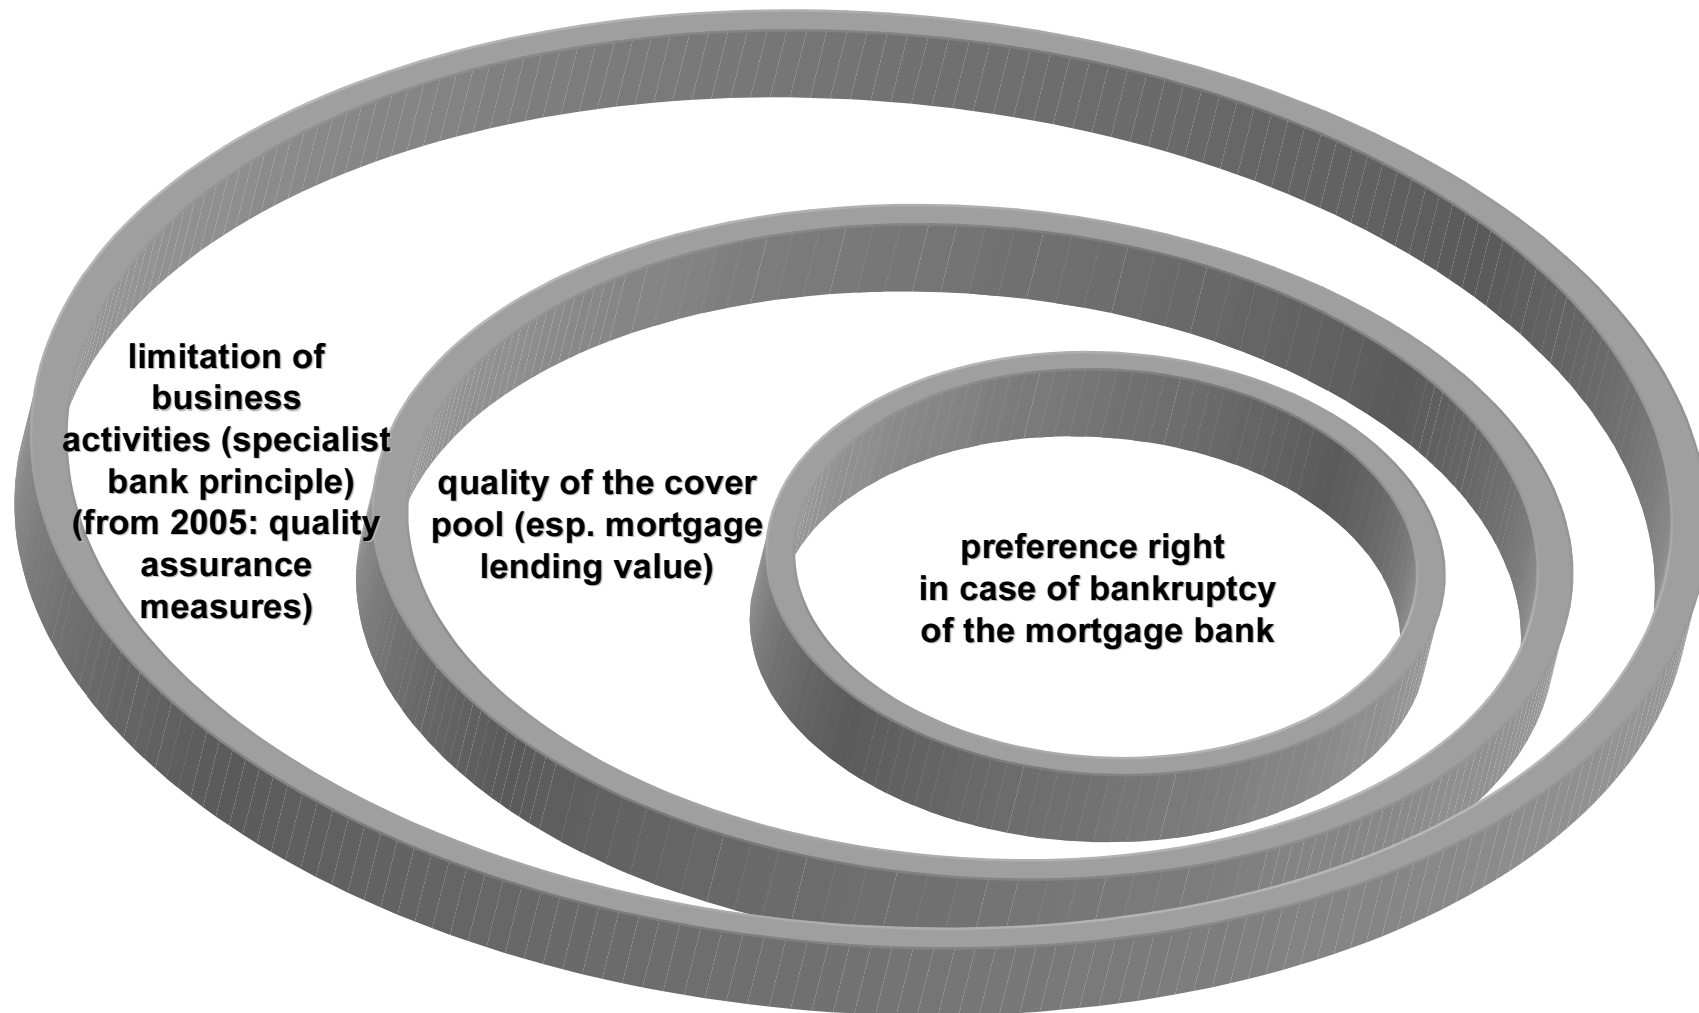 limitation of
business
activities (specialist
bank principle)
(from 2005: quality
assurance
measures)
quality of the cover
pool (esp. mortgage
lending value)
preference right
in case of bankruptcy
of the mortgage bank